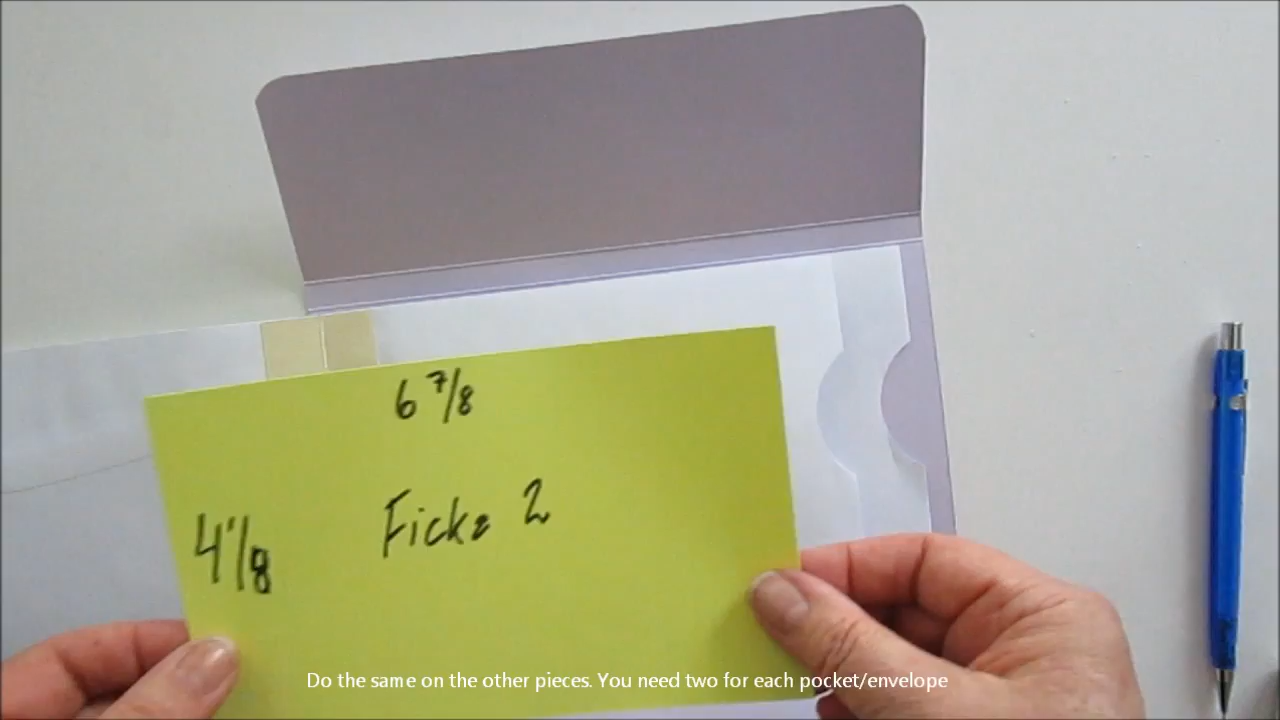 6 7/8
4 1/8
Ficka 2
Do the same on the other pieces. You need two for each pocket/envelope